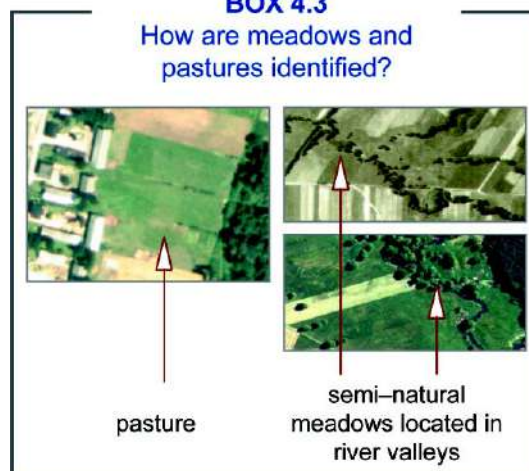 BOX 4.3
How are meadows and
pastures identified?
pasture
semi–natural
meadows located in
river valleys